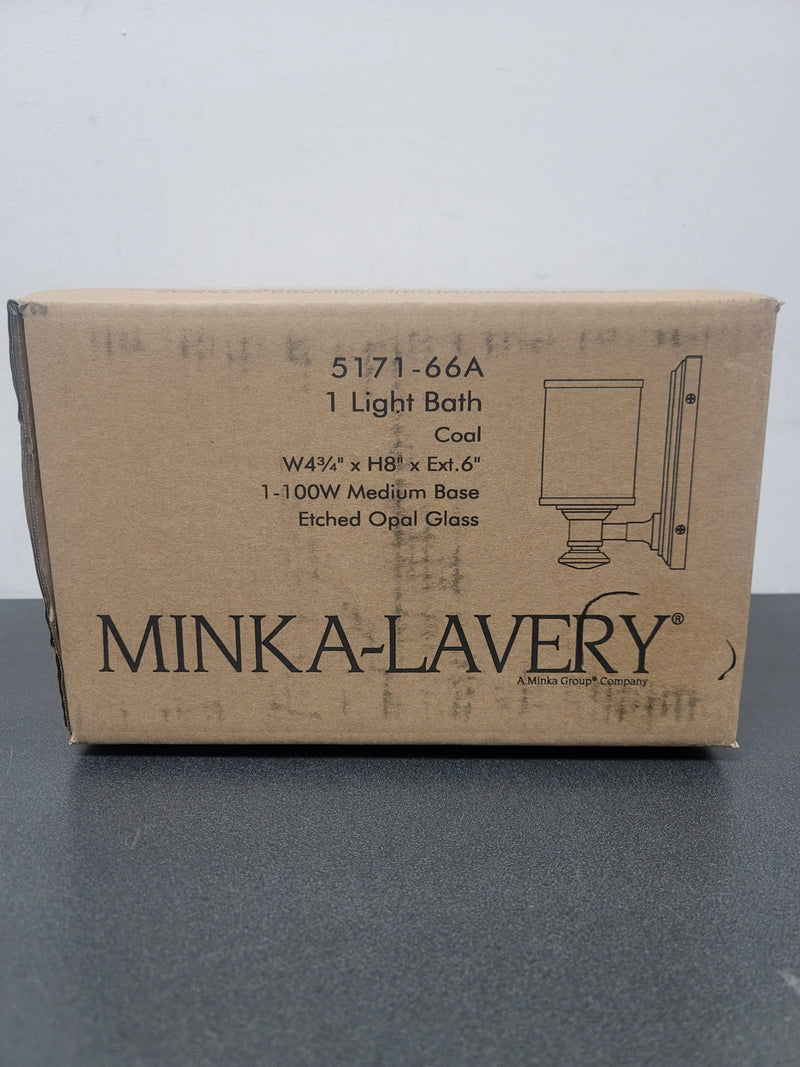 5171-66A
1 Light Bath
Coal
W4¾" x H8" x Ext.6"
1-100W Medium Base
Etched Opal Glass
MINKA-LAVERY®
A Minka Group® Company